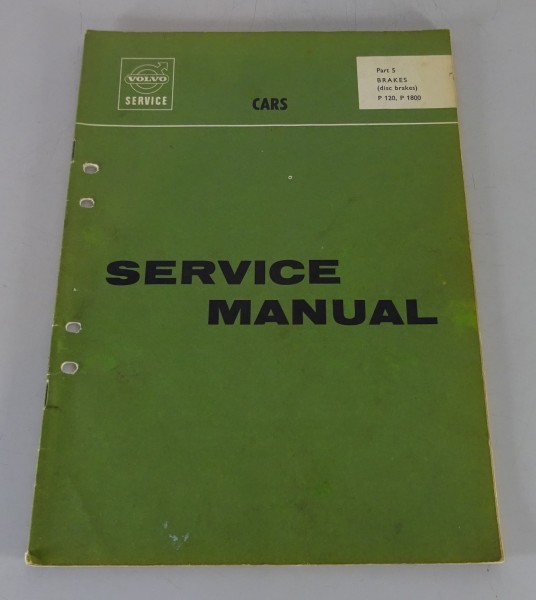 VOLVO
SERVICE
CARS
Part 5
BRAKES
(disc brakes)
P 120, P 1800
SERVICE
MANUAL